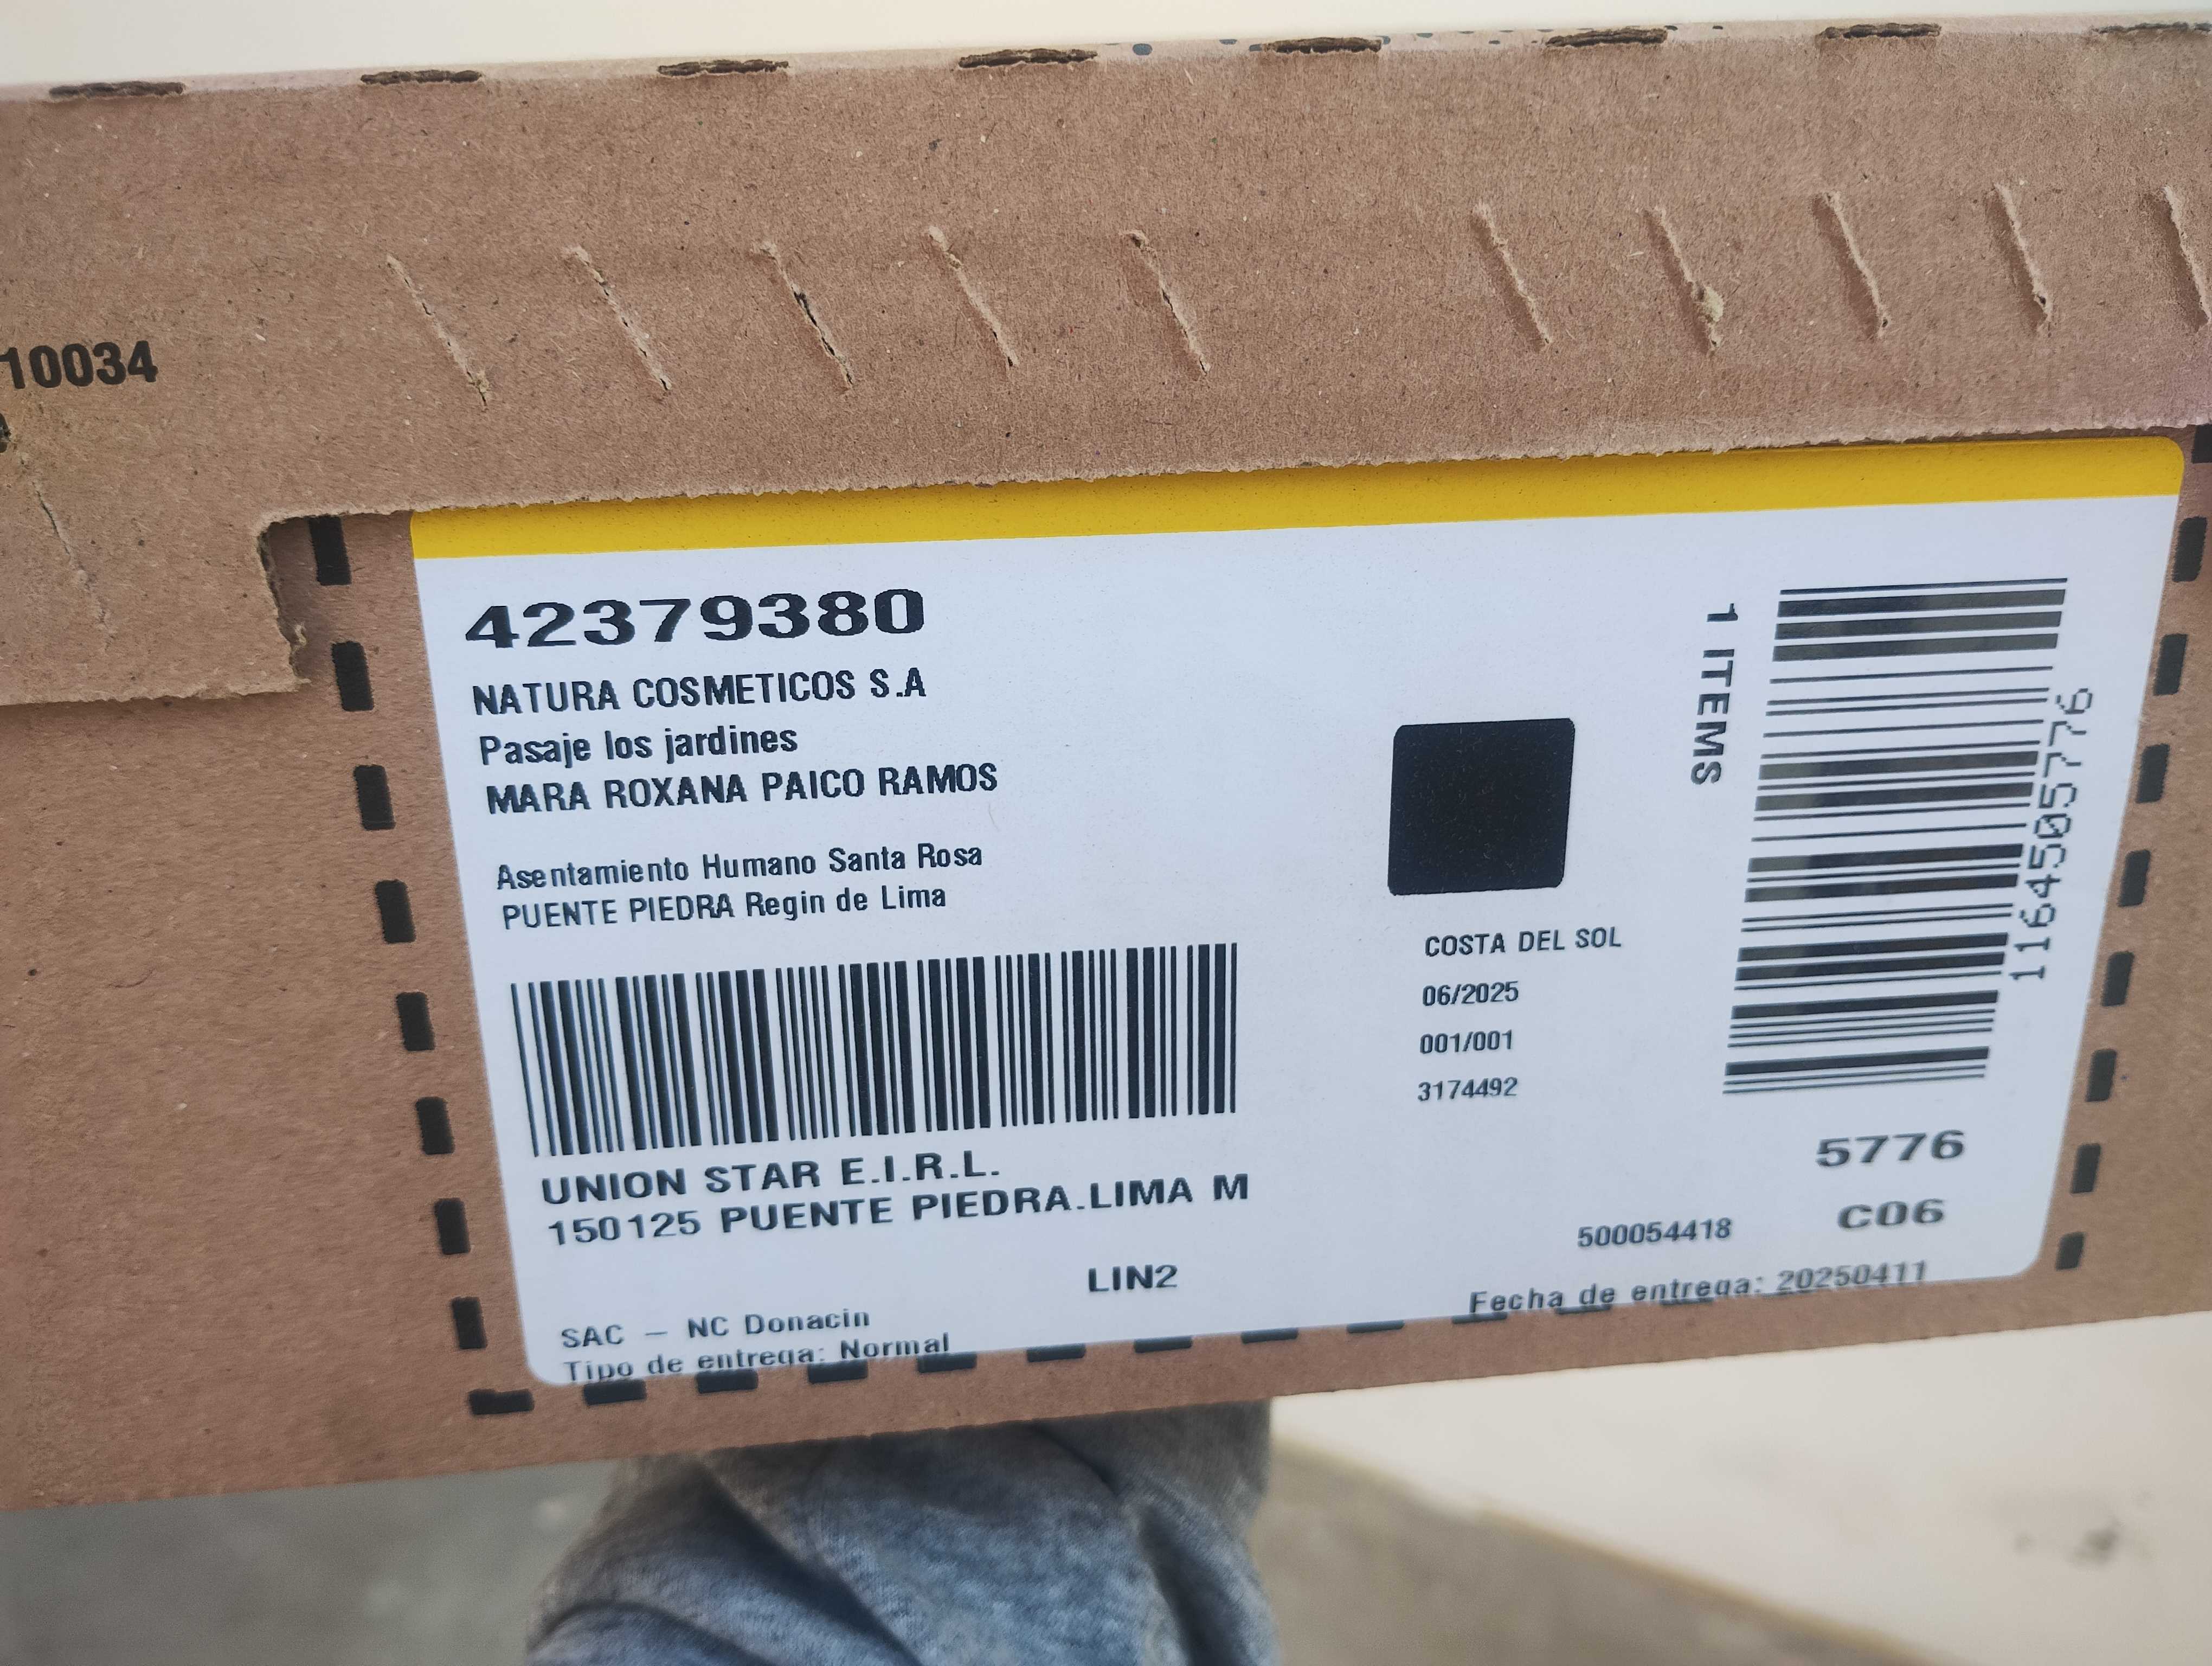 10034
42379380
NATURA COSMETICOS S.A
Pasaje los jardines
MARA ROXANA PAICO RAMOS
Asentamiento Humano Santa Rosa
PUENTE PIEDRA Regin de Lima
UNION STAR E.I.R.L.
150125 PUENTE PIEDRA.LIMA M
LIN2
SAC – NC Donacin
Tipo de entrega: Normal
COSTA DEL SOL
06/2025
001/001
3174492
1 ITEMS
1164505776
5776
C06
500054418
Fecha de entrega: 20250411